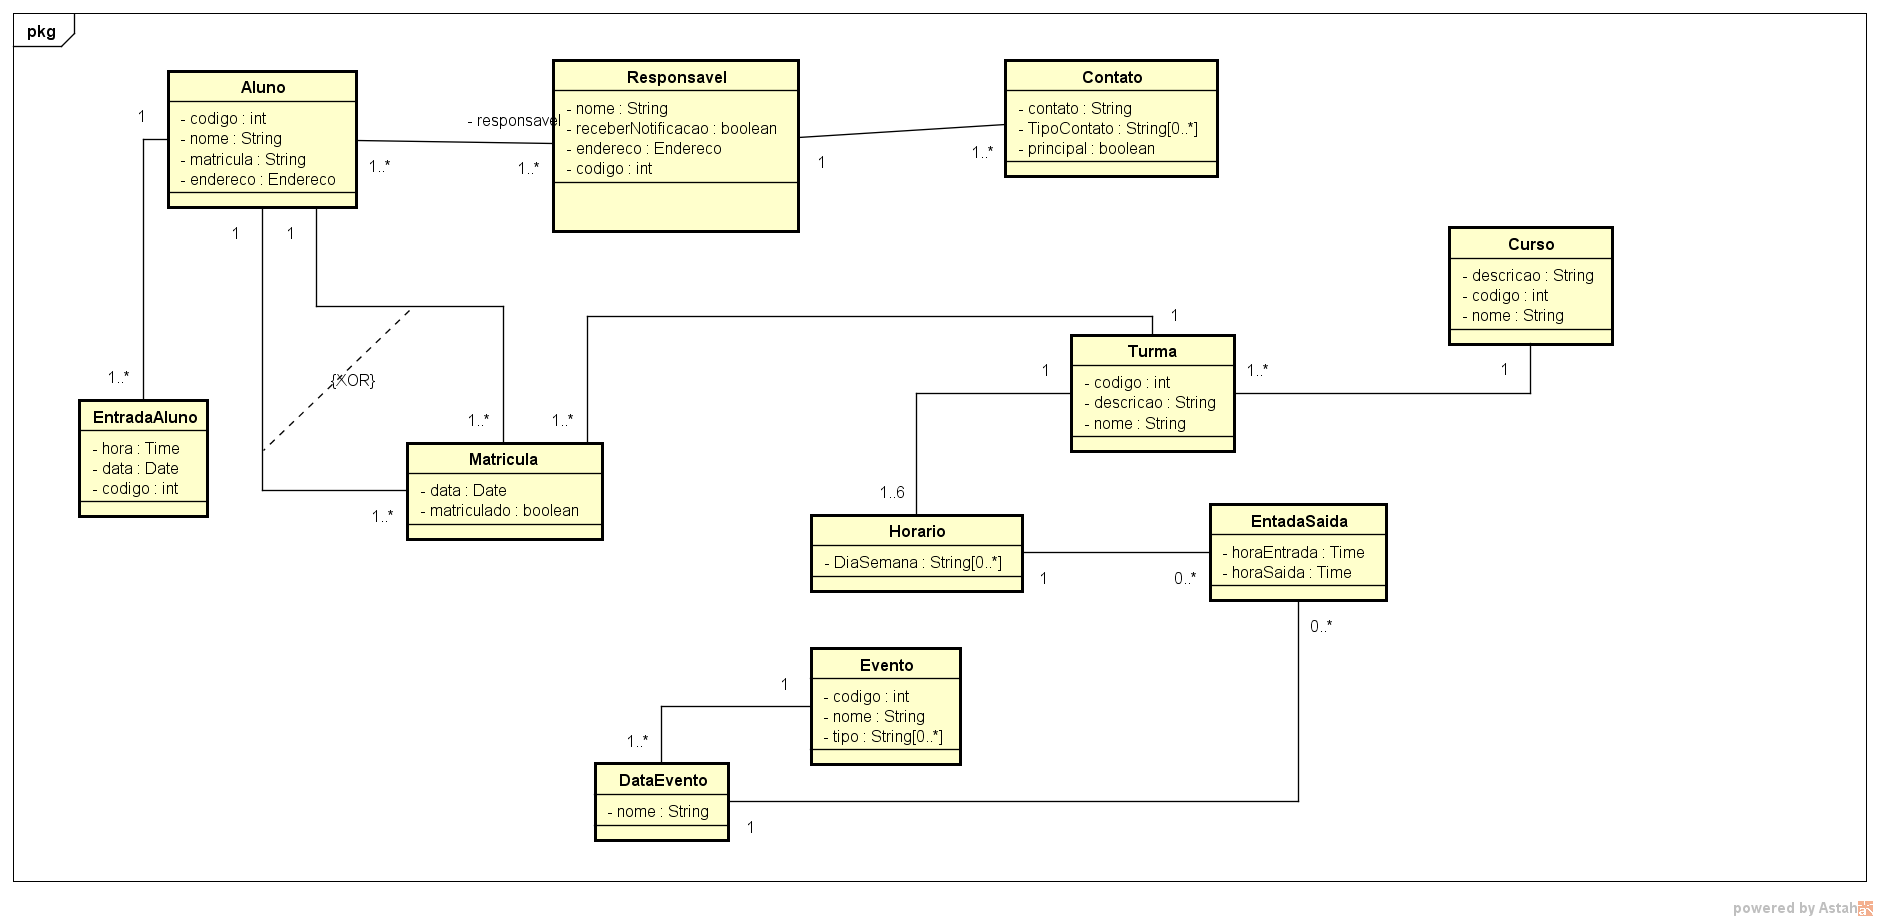 pkg
Aluno
- codigo : int
- nome : String
- matricula : String
- endereco : Endereco
1
1..*
- responsavel
1..*
Responsavel
- nome : String
- receberNotificacao : boolean
- endereco : Endereco
- codigo : int
1
1..*
Contato
- contato : String
- TipoContato : String[0..*]
- principal : boolean
1
1
{XOR}
1..*
EntradaAluno
- hora : Time
- data : Date
- codigo : int
1..*
1..*
1..*
Matricula
- data : Date
- matriculado : boolean
1
Turma
- codigo : int
- descricao : String
- nome : String
1
1..*
1
Curso
- descricao : String
- codigo : int
- nome : String
1..6
Horario
- DiaSemana : String[0..*]
1
0..*
EntadaSaida
- horaEntrada : Time
- horaSaida : Time
0..*
Evento
- codigo : int
- nome : String
- tipo : String[0..*]
1
1..*
DataEvento
- nome : String
1
powered by Astah